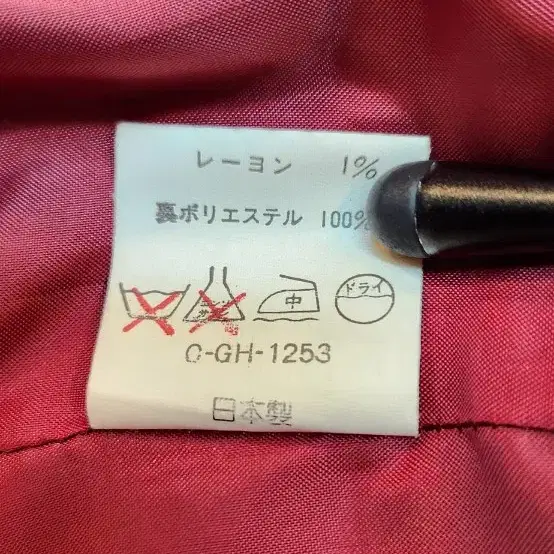 レーヨン 1%
裏ポリエステル 100%
中 ドライ
C-GH-1253
日本製